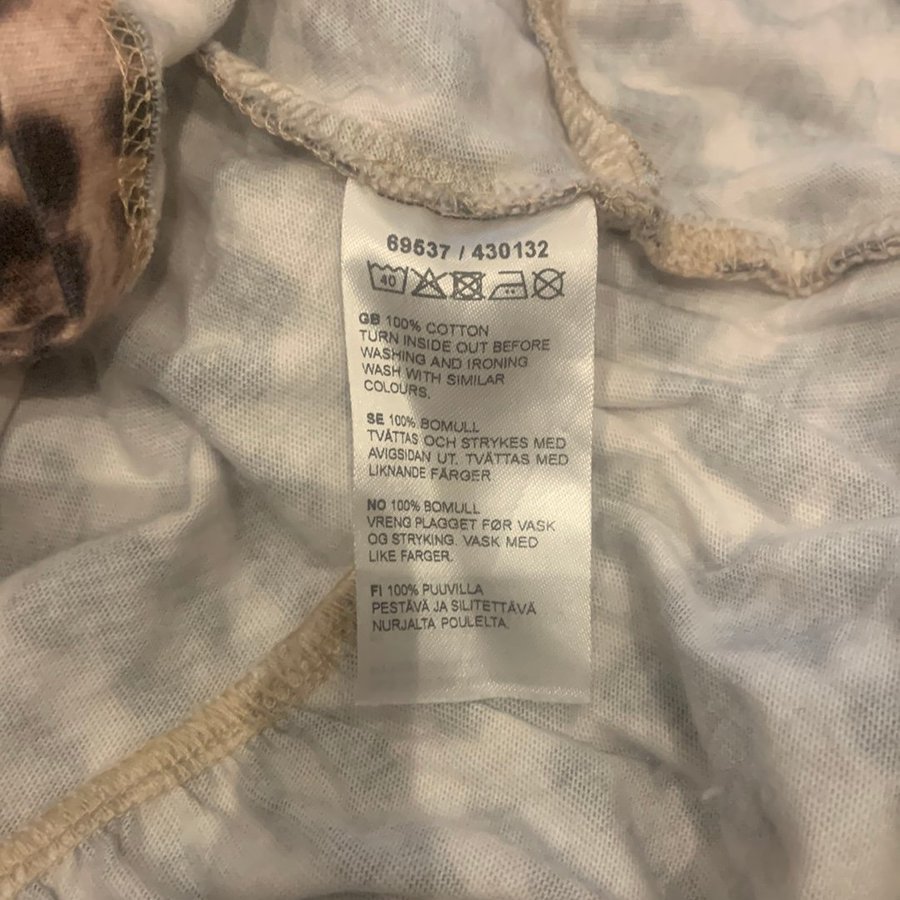 69537 / 430132
40
GB 100% COTTON
TURN INSIDE OUT BEFORE
WASHING AND IRONING
WASH WITH SIMILAR
COLOURS.
SE 100% BOMULL
TVÄTTAS OCH STRYKES MED
AVIGSIDAN UT. TVÄTTAS MED
LIKNANDE FÄRGER
NO 100% BOMULL
VRENG PLAGGET FØR VASK
OG STRYKING. VASK MED
LIKE FARGER.
FI 100% PUUVILLA
PESTÄVÄ JA SILITETTÄVÄ
NURJALTA POULELTA.